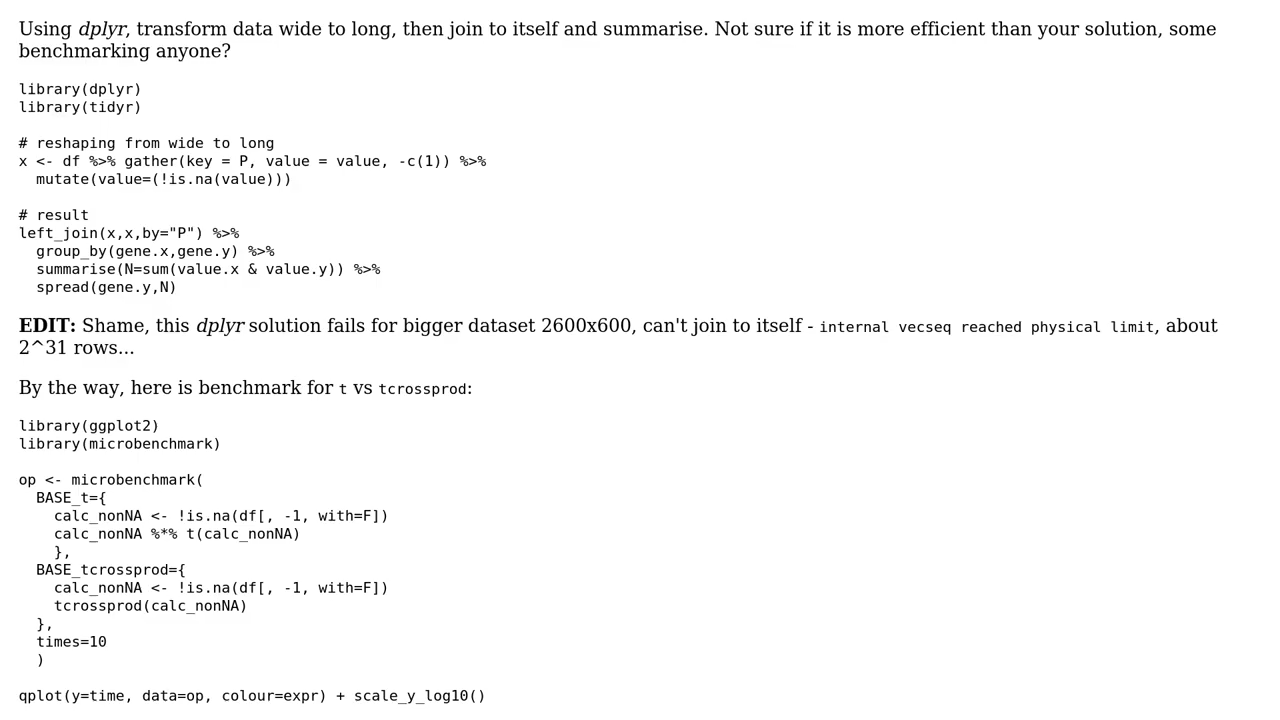 Using dplyr, transform data wide to long, then join to itself and summarise. Not sure if it is more efficient than your solution, some
benchmarking anyone?
library(dplyr)
library(tidyr)
# reshaping from wide to long
x <- df %>% gather(key = P, value = value, -c(1)) %>%
  mutate(value=(!is.na(value)))
# result
left_join(x,x,by="P") %>%
  group_by(gene.x,gene.y) %>%
  summarise(N=sum(value.x & value.y)) %>%
  spread(gene.y,N)
EDIT: Shame, this dplyr solution fails for bigger dataset 2600x600, can't join to itself - internal vecseq reached physical limit, about
2^31 rows...
By the way, here is benchmark for t vs tcrossprod:
library(ggplot2)
library(microbenchmark)
op <- microbenchmark(
  BASE_t={
    calc_nonNA <- !is.na(df[, -1, with=F])
    calc_nonNA %*% t(calc_nonNA)
    },
  BASE_tcrossprod={
    calc_nonNA <- !is.na(df[, -1, with=F])
    tcrossprod(calc_nonNA)
  },
  times=10
  )
qplot(y=time, data=op, colour=expr) + scale_y_log10()